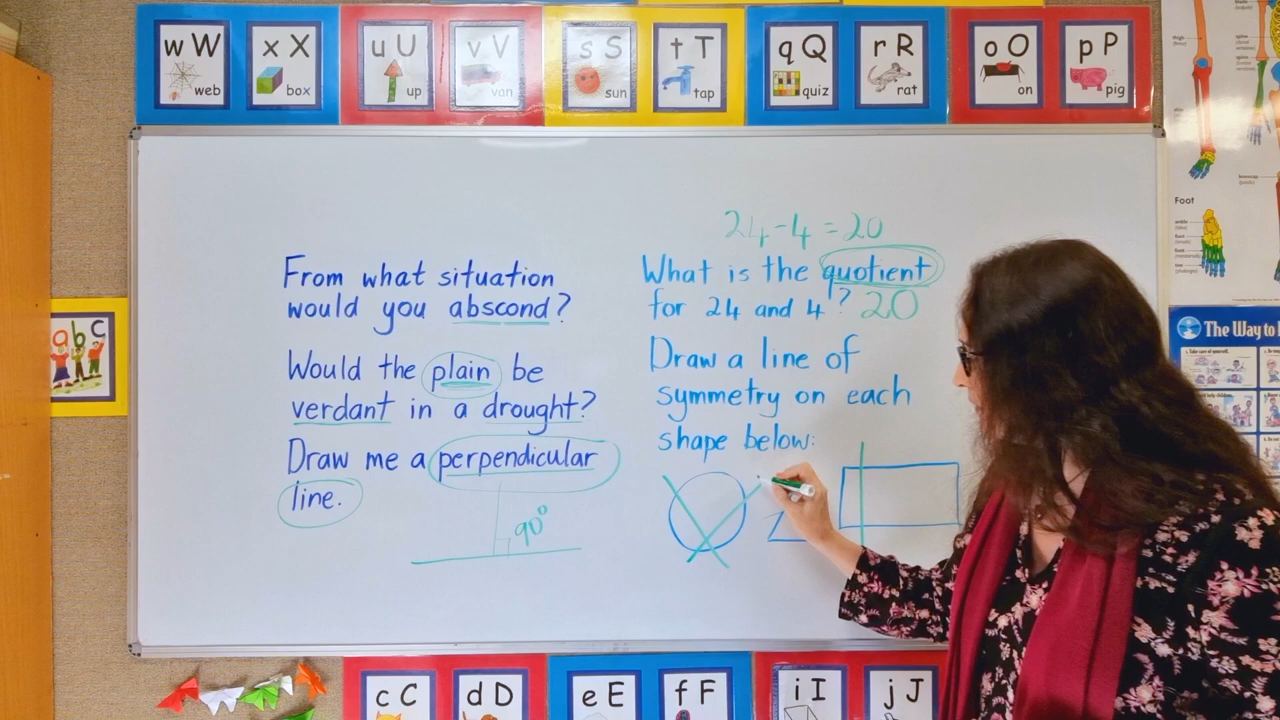 w W
web
x X
box
u U
up
v V
van
s S
sun
t T
tap
q Q
quiz
r R
rat
o O
on
p P
pig
Foot
abc
The Way to
24-4=20
From what situation
would you abscond?
Would the plain be
verdant in a drought?
Draw me a perpendicular
line.
90°
What is the quotient
for 24 and 4? 20
Draw a line of
symmetry on each
shape below:
c C
d D
e E
f F
i I
j J